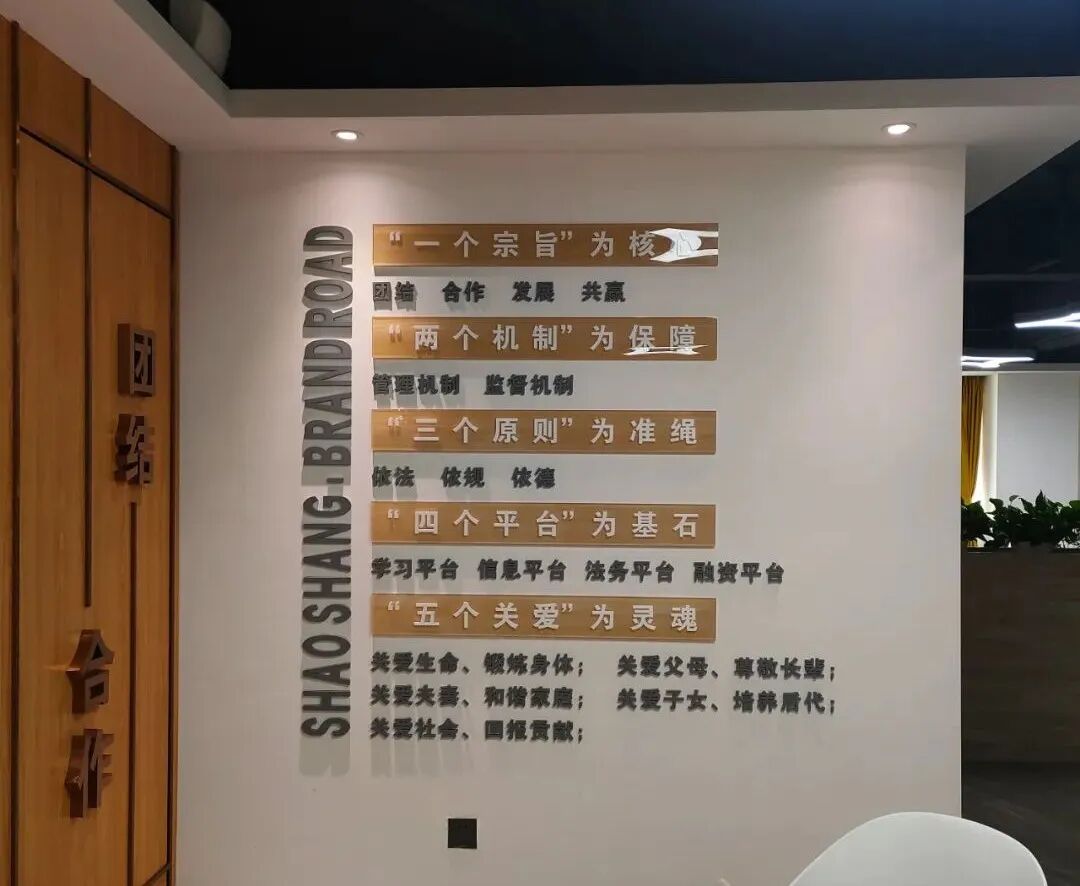 团结
合作
SHAOSHANG.BRAND ROAD
“一个宗旨”为核
团结 合作 发展 共赢
“两个机制”为保障
管理机制 监督机制
“三个原则”为准绳
依法 依规 依德
“四个平台”为基石
学习平台 信息平台 法务平台 融资平台
“五个关爱”为灵魂
关爱生命、锻炼身体； 关爱父母、尊敬长辈；
关爱夫妻、和谐家庭； 关爱子女、培养后代；
关爱社会、回报贡献；